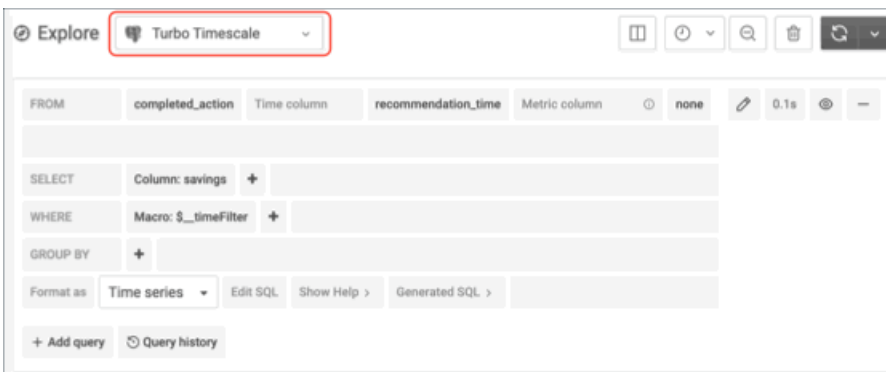 Explore Turbo Timescale
FROM completed_action Time column recommendation_time Metric column none 0.1s
SELECT Column: savings +
WHERE Macro: $__timeFilter +
GROUP BY +
Format as Time series Edit SQL Show Help > Generated SQL >
+ Add query Query history